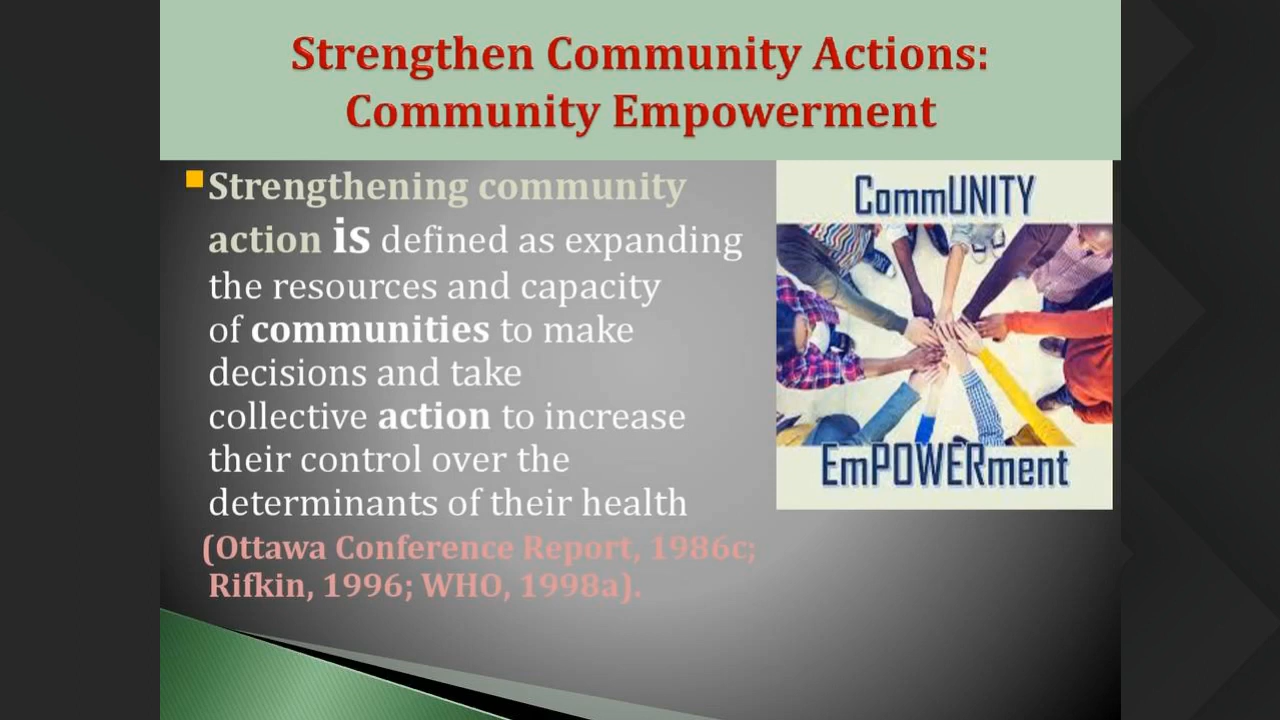 Strengthen Community Actions:
Community Empowerment
Strengthening community
action is defined as expanding
the resources and capacity
of communities to make
decisions and take
collective action to increase
their control over the
determinants of their health
(Ottawa Conference Report, 1986c;
Rifkin, 1996; WHO, 1998a).
CommUNITY
EmPOWERment